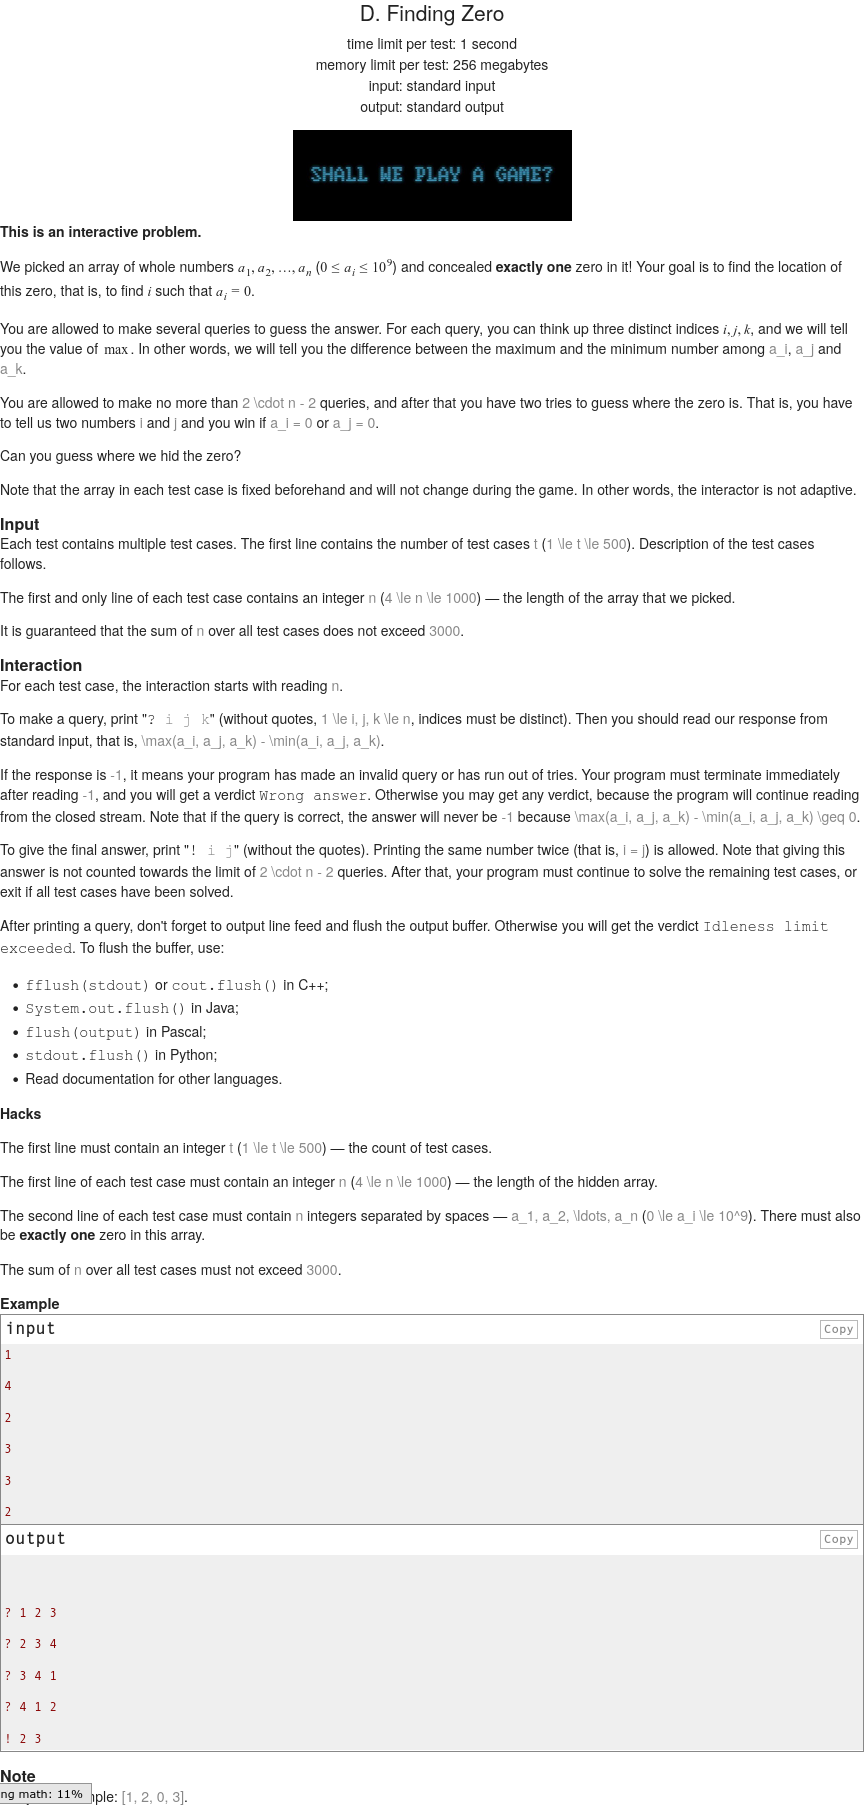 D. Finding Zero
time limit per test: 1 second
memory limit per test: 256 megabytes
input: standard input
output: standard output
SHALL WE PLAY A GAME?
This is an interactive problem.
We picked an array of whole numbers a1, a2, …, an (0 ≤ ai ≤ 10^9) and concealed exactly one zero in it! Your goal is to find the location of
this zero, that is, to find i such that ai = 0.
You are allowed to make several queries to guess the answer. For each query, you can think up three distinct indices i, j, k, and we will tell
you the value of max. In other words, we will tell you the difference between the maximum and the minimum number among a_i, a_j and
a_k.
You are allowed to make no more than 2 \cdot n - 2 queries, and after that you have two tries to guess where the zero is. That is, you have
to tell us two numbers i and j and you win if a_i = 0 or a_j = 0.
Can you guess where we hid the zero?
Note that the array in each test case is fixed beforehand and will not change during the game. In other words, the interactor is not adaptive.
Input
Each test contains multiple test cases. The first line contains the number of test cases t (1 \le t \le 500). Description of the test cases
follows.
The first and only line of each test case contains an integer n (4 \le n \le 1000) — the length of the array that we picked.
It is guaranteed that the sum of n over all test cases does not exceed 3000.
Interaction
For each test case, the interaction starts with reading n.
To make a query, print "? i j k" (without quotes, 1 \le i, j, k \le n, indices must be distinct). Then you should read our response from
standard input, that is, \max(a_i, a_j, a_k) - \min(a_i, a_j, a_k).
If the response is -1, it means your program has made an invalid query or has run out of tries. Your program must terminate immediately
after reading -1, and you will get a verdict Wrong answer. Otherwise you may get any verdict, because the program will continue reading
from the closed stream. Note that if the query is correct, the answer will never be -1 because \max(a_i, a_j, a_k) - \min(a_i, a_j, a_k) \geq 0.
To give the final answer, print "! i j" (without the quotes). Printing the same number twice (that is, i = j) is allowed. Note that giving this
answer is not counted towards the limit of 2 \cdot n - 2 queries. After that, your program must continue to solve the remaining test cases, or
exit if all test cases have been solved.
After printing a query, don't forget to output line feed and flush the output buffer. Otherwise you will get the verdict Idleness limit
exceeded. To flush the buffer, use:
• fflush(stdout) or cout.flush() in C++;
• System.out.flush() in Java;
• flush(output) in Pascal;
• stdout.flush() in Python;
• Read documentation for other languages.
Hacks
The first line must contain an integer t (1 \le t \le 500) — the count of test cases.
The first line of each test case must contain an integer n (4 \le n \le 1000) — the length of the hidden array.
The second line of each test case must contain n integers separated by spaces — a_1, a_2, \ldots, a_n (0 \le a_i \le 10^9). There must also
be exactly one zero in this array.
The sum of n over all test cases must not exceed 3000.
Example
input Copy
1
4
2
3
3
2
output Copy
? 1 2 3
? 2 3 4
? 3 4 1
? 4 1 2
! 2 3
Note
ng math: 11% mple: [1, 2, 0, 3].